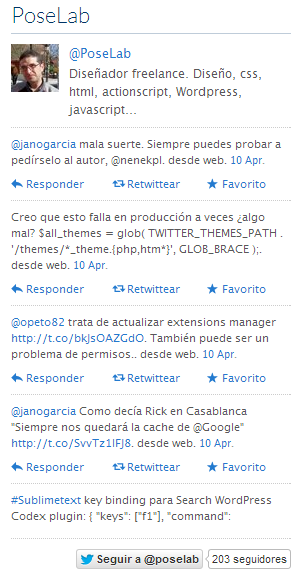 PoseLab
@PoseLab
Diseñador freelance. Diseño, css,
html, actionscript, Wordpress,
javascript...
@janogarcia mala suerte. Siempre puedes probar a
pedírselo al autor, @nenekpl. desde web. 10 Apr.
Responder Retwittear Favorito
Creo que esto falla en producción a veces ¿algo
mal? $all_themes = glob( TWITTER_THEMES_PATH .
'/themes/*_theme.{php,htm*}', GLOB_BRACE );.
desde web. 10 Apr.
Responder Retwittear Favorito
@opeto82 trata de actualizar extensions manager
http://t.co/bkJsOAZGdO. También puede ser un
problema de permisos.. desde web. 10 Apr.
Responder Retwittear Favorito
@janogarcia Como decía Rick en Casablanca
"Siempre nos quedará la cache de @Google"
http://t.co/SvvTz1lFJ8. desde web. 10 Apr.
Responder Retwittear Favorito
#Sublimetext key binding para Search WordPress
Codex plugin: { "keys": ["f1"], "command":
Seguir a @poselab 203 seguidores